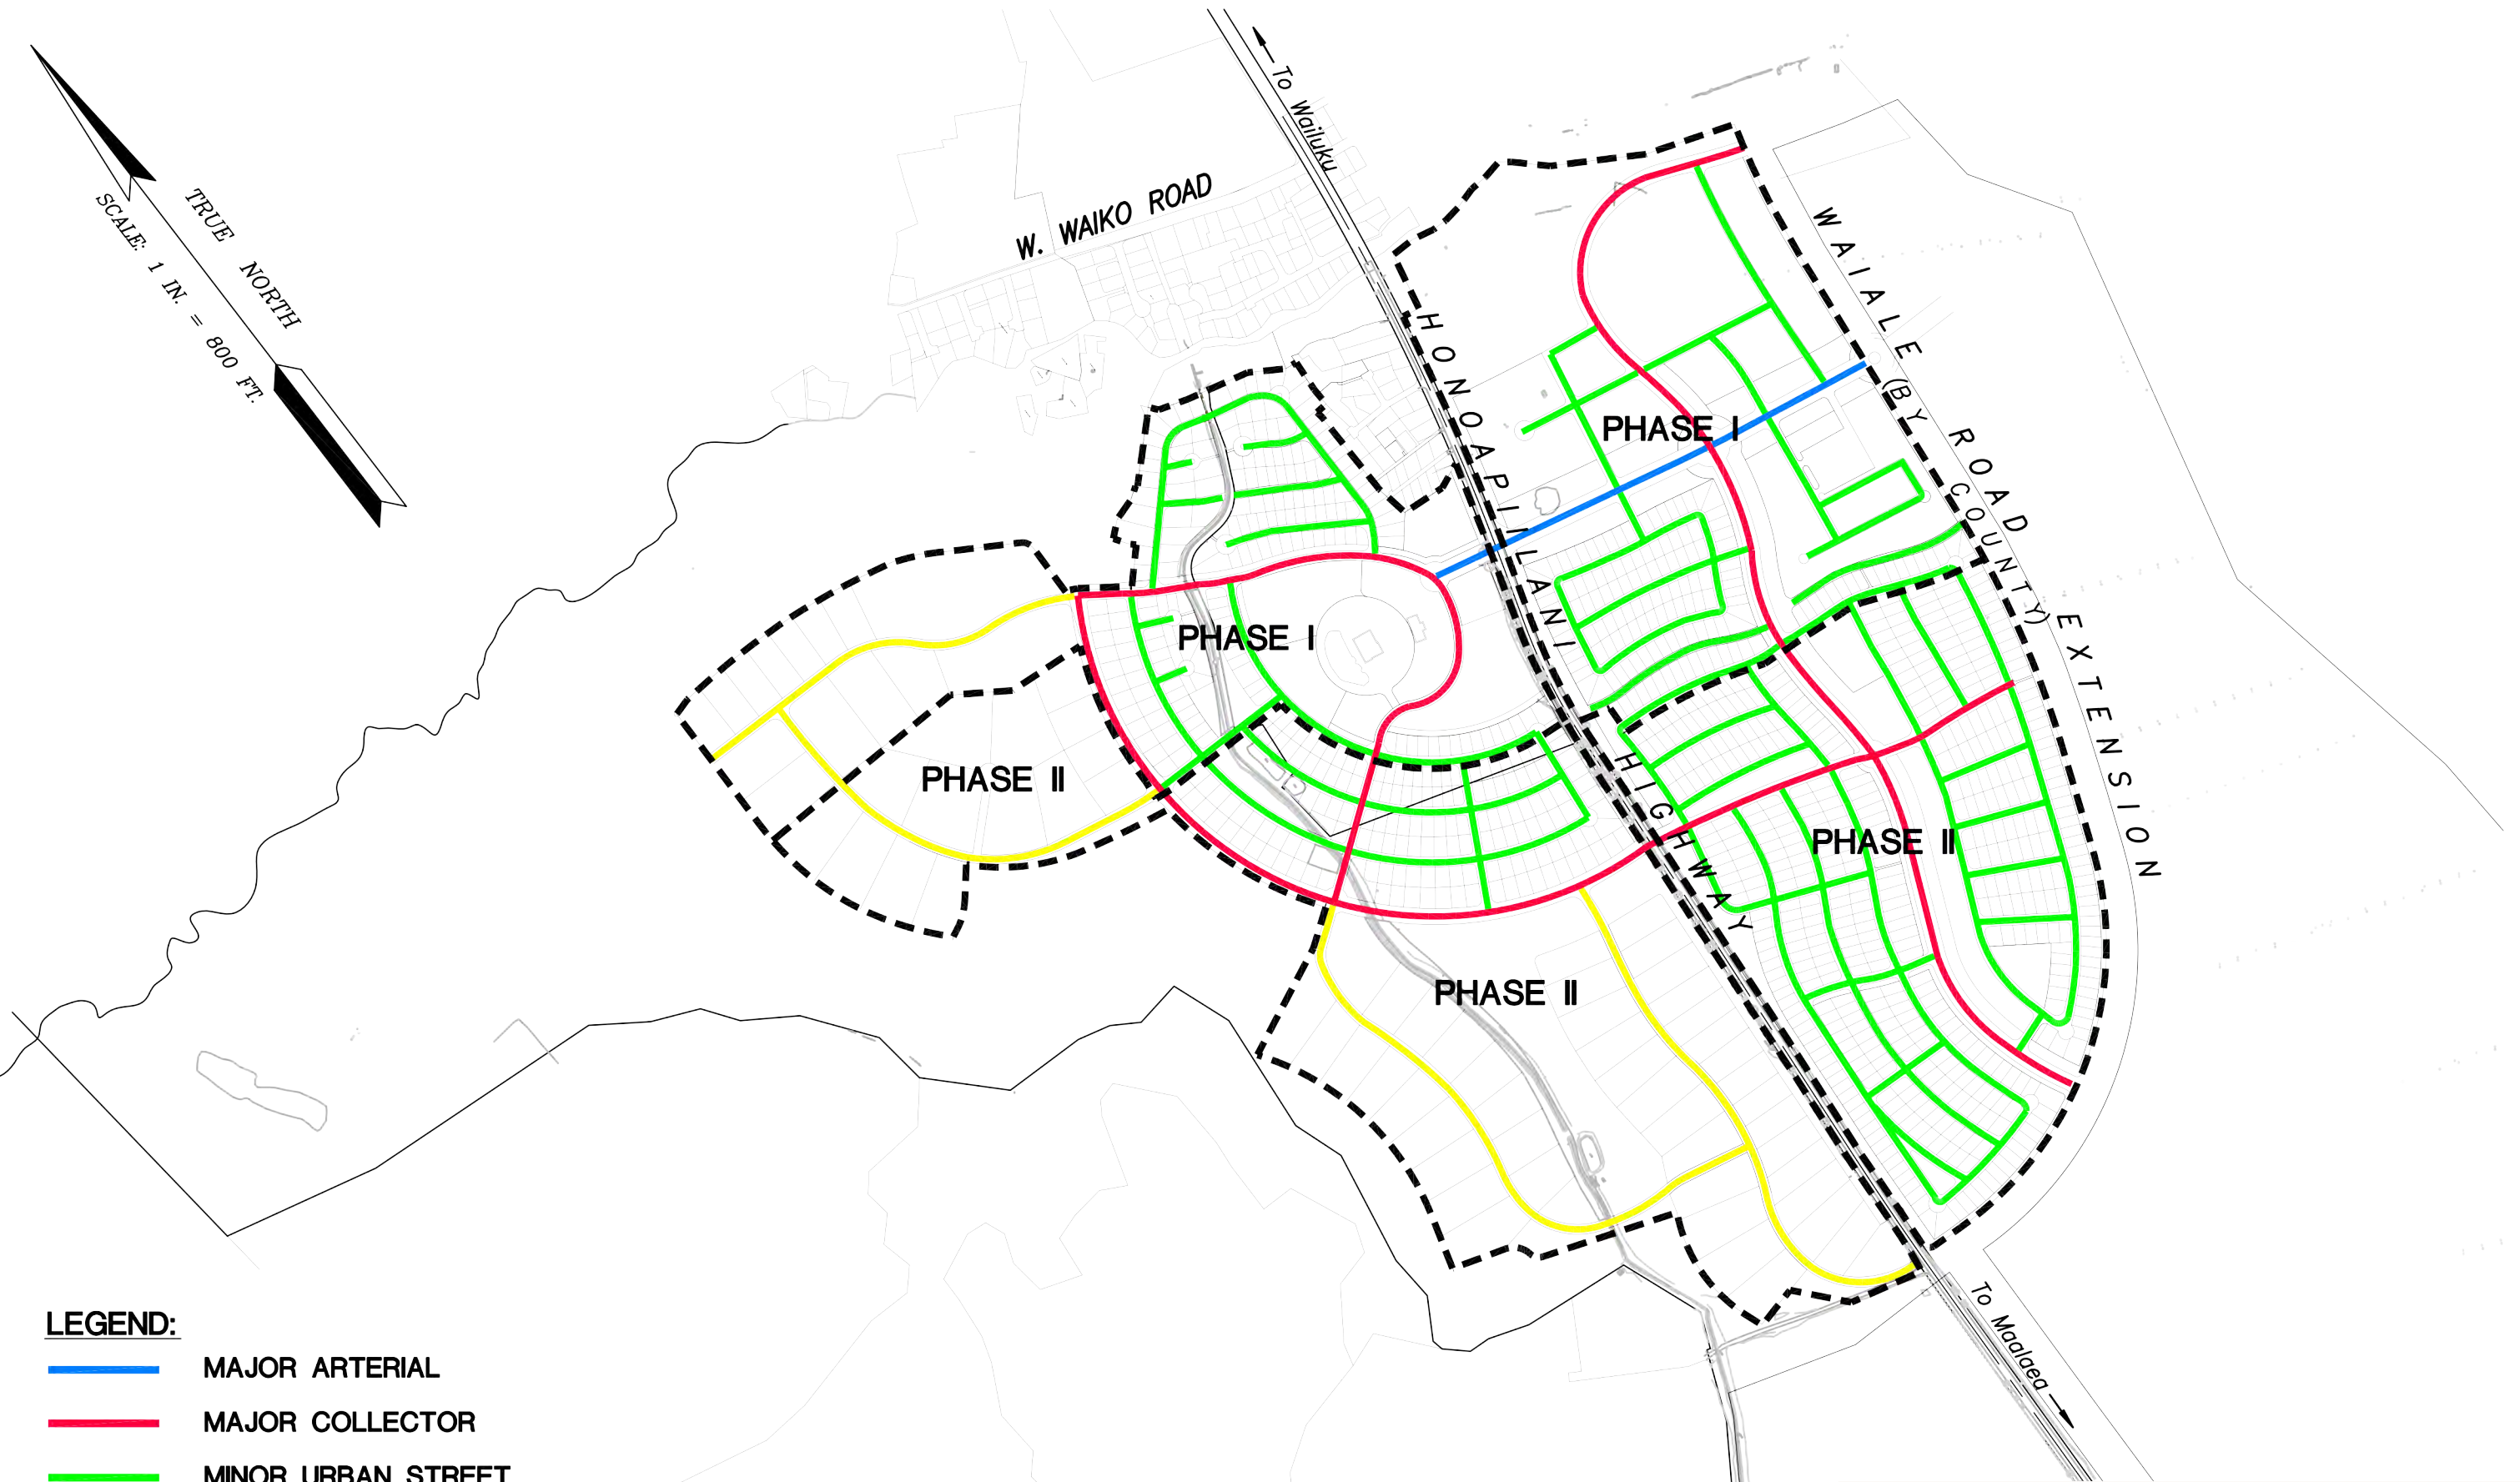 TRUE NORTH
SCALE: 1 IN. = 800 FT.
To Wailuku
W. WAIKO ROAD
HONOAPIILANI HIGHWAY
WAIALE ROAD EXTENSION
(BY COUNTY)
PHASE I
PHASE I
PHASE II
PHASE II
PHASE II
To Maalaea
LEGEND:
MAJOR ARTERIAL
MAJOR COLLECTOR
MINOR URBAN STREET